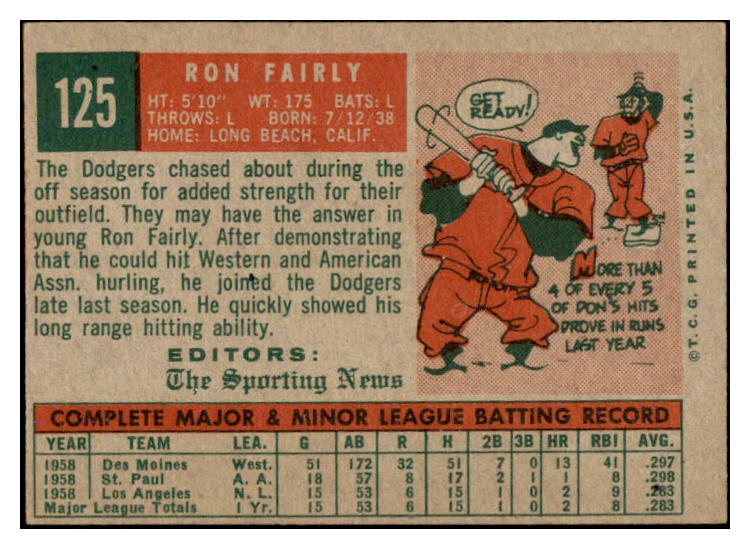 125
RON FAIRLY
HT: 5'10" WT: 175 BATS: L
THROWS: L BORN: 7/12/38
HOME: LONG BEACH, CALIF.
The Dodgers chased about during the
off season for added strength for their
outfield. They may have the answer in
young Ron Fairly. After demonstrating
that he could hit Western and American
Assn. hurling, he joined the Dodgers
late last season. He quickly showed his
long range hitting ability.
EDITORS:
The Sporting News
GET
READY!
MORE THAN
4 OF EVERY 5
OF DON'S HITS
DROVE IN RUNS
LAST YEAR
© T.C.G. PRINTED IN U.S.A.
COMPLETE MAJOR & MINOR LEAGUE BATTING RECORD
YEAR TEAM LEA. G AB R H 2B 3B HR RBI AVG.
1958 Des Moines West. 51 172 32 51 7 0 13 41 .297
1958 St. Paul A. A. 18 57 8 17 2 1 1 8 .298
1958 Los Angeles N. L. 15 53 6 15 1 0 2 9 .283
Major League Totals 1 Yr. 15 53 6 15 1 0 2 8 .283